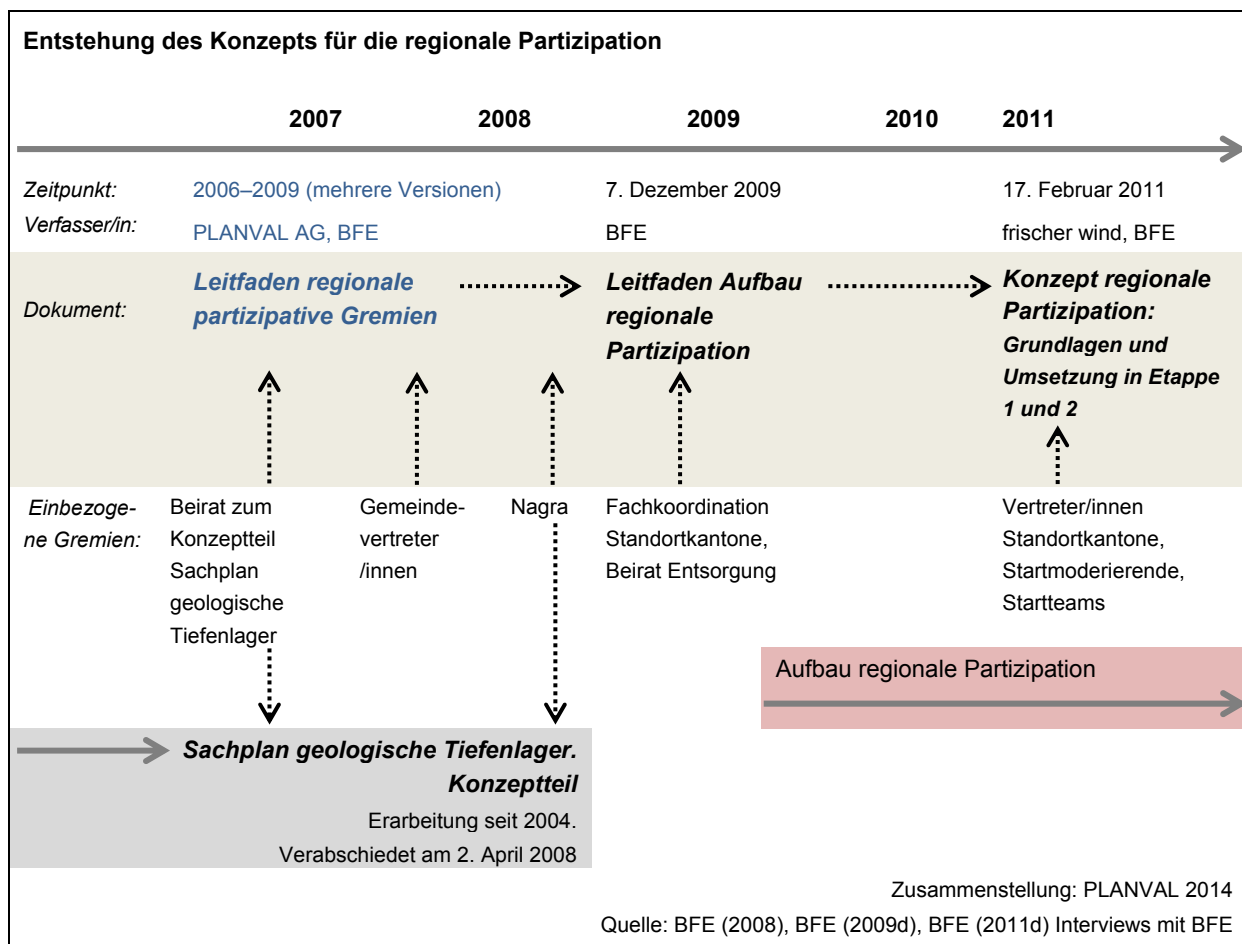 Entstehung des Konzepts für die regionale Partizipation
2007 2008 2009 2010 2011
Zeitpunkt: 2006–2009 (mehrere Versionen) 7. Dezember 2009 17. Februar 2011
Verfasser/in: PLANVAL AG, BFE BFE frischer wind, BFE
Dokument:
Leitfaden regionale
partizipative Gremien
Leitfaden Aufbau
regionale
Partizipation
Konzept regionale
Partizipation:
Grundlagen und
Umsetzung in Etappe
1 und 2
Einbezoge-
ne Gremien:
Beirat zum
Konzeptteil
Sachplan
geologische
Tiefenlager
Gemeinde-
vertreter
/innen
Nagra
Fachkoordination
Standortkantone,
Beirat Entsorgung
Vertreter/innen
Standortkantone,
Startmoderierende,
Startteams
Aufbau regionale Partizipation
Sachplan geologische Tiefenlager.
Konzeptteil
Erarbeitung seit 2004.
Verabschiedet am 2. April 2008
Zusammenstellung: PLANVAL 2014
Quelle: BFE (2008), BFE (2009d), BFE (2011d) Interviews mit BFE